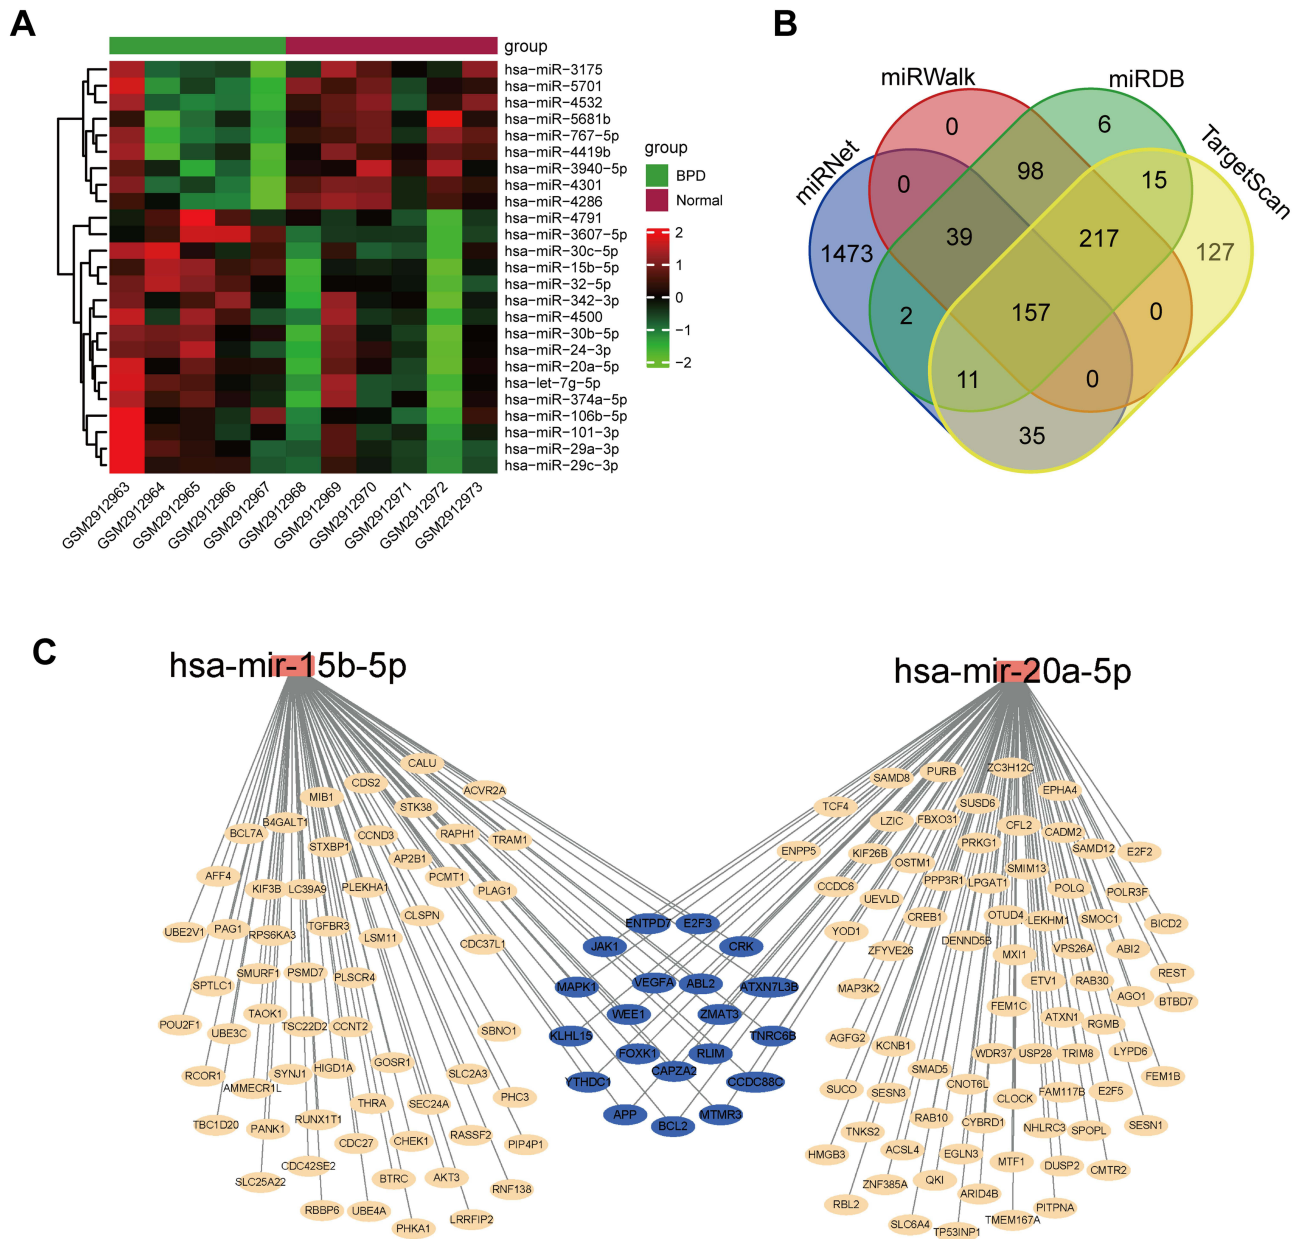 A
group
hsa−miR−3175
hsa−miR−5701
hsa−miR−4532
hsa−miR−5681b
hsa−miR−767−5p
hsa−miR−4419b
hsa−miR−3940−5p
hsa−miR−4301
hsa−miR−4286
hsa−miR−4791
hsa−miR−3607−5p
hsa−miR−30c−5p
hsa−miR−15b−5p
hsa−miR−32−5p
hsa−miR−342−3p
hsa−miR−4500
hsa−miR−30b−5p
hsa−miR−24−3p
hsa−miR−20a−5p
hsa−let−7g−5p
hsa−miR−374a−5p
hsa−miR−106b−5p
hsa−miR−101−3p
hsa−miR−29a−3p
hsa−miR−29c−3p
GSM2912963
GSM2912964
GSM2912965
GSM2912966
GSM2912967
GSM2912968
GSM2912969
GSM2912970
GSM2912971
GSM2912972
GSM2912973
group
BPD
Normal
2
1
0
−1
−2
B
miRNet
miRWalk
miRDB
TargetScan
0
6
0
98
15
1473
39
217
127
2
157
0
11
0
35
C
hsa-mir-15b-5p
hsa-mir-20a-5p
CALU
CDS2
ACVR2A
MIB1
STK38
B4GALT1
BCL7A
CCND3
RAPH1
TRAM1
STXBP1
AP2B1
AFF4
KIF3B
LC39A9
PLEKHA1
PCMT1
PLAG1
CLSPN
UBE2V1
PAG1
RPS6KA3
TGFBR3
LSM11
CDC37L1
SMURF1
PSMD7
PLSCR4
SPTLC1
TAOK1
POU2F1
UBE3C
TSC22D2
CCNT2
SBNO1
RCOR1
SYNJ1
HIGD1A
GOSR1
SLC2A3
AMMECR1L
PHC3
THRA
SEC24A
TBC1D20
PANK1
RUNX1T1
CDC27
CHEK1
RASSF2
PIP4P1
CDC42SE2
SLC25A22
BTRC
AKT3
RNF138
RBBP6
UBE4A
PHKA1
LRRFIP2
ENTPD7
E2F3
JAK1
CRK
MAPK1
VEGFA
ABL2
ATXN7L3B
WEE1
ZMAT3
KLHL15
TNRC6B
FOXK1
RLIM
CAPZA2
YTHDC1
CCDC88C
APP
MTMR3
BCL2
SAMD8
PURB
ZC3H12C
EPHA4
TCF4
SUSD6
LZIC
FBXO31
CFL2
CADM2
ENPP5
KIF26B
PRKG1
SAMD12
E2F2
OSTM1
SMIM13
CCDC6
PPP3R1
LPGAT1
POLQ
POLR3F
UEVLD
CREB1
OTUD4
LEKHM1
SMOC1
BICD2
YOD1
ZFYVE26
DENND5B
MXI1
VPS26A
ABI2
REST
MAP3K2
ETV1
RAB30
AGO1
BTBD7
FEM1C
ATXN1
RGMB
AGFG2
KCNB1
WDR37
USP28
TRIM8
LYPD6
SMAD5
FEM1B
SUCO
SESN3
CNOT6L
CLOCK
FAM117B
E2F5
RAB10
CYBRD1
NHLRC3
SPOPL
SESN1
TNKS2
HMGB3
ACSL4
EGLN3
MTF1
DUSP2
CMTR2
ZNF385A
QKI
ARID4B
RBL2
PITPNA
SLC6A4
TP53INP1
TMEM167A